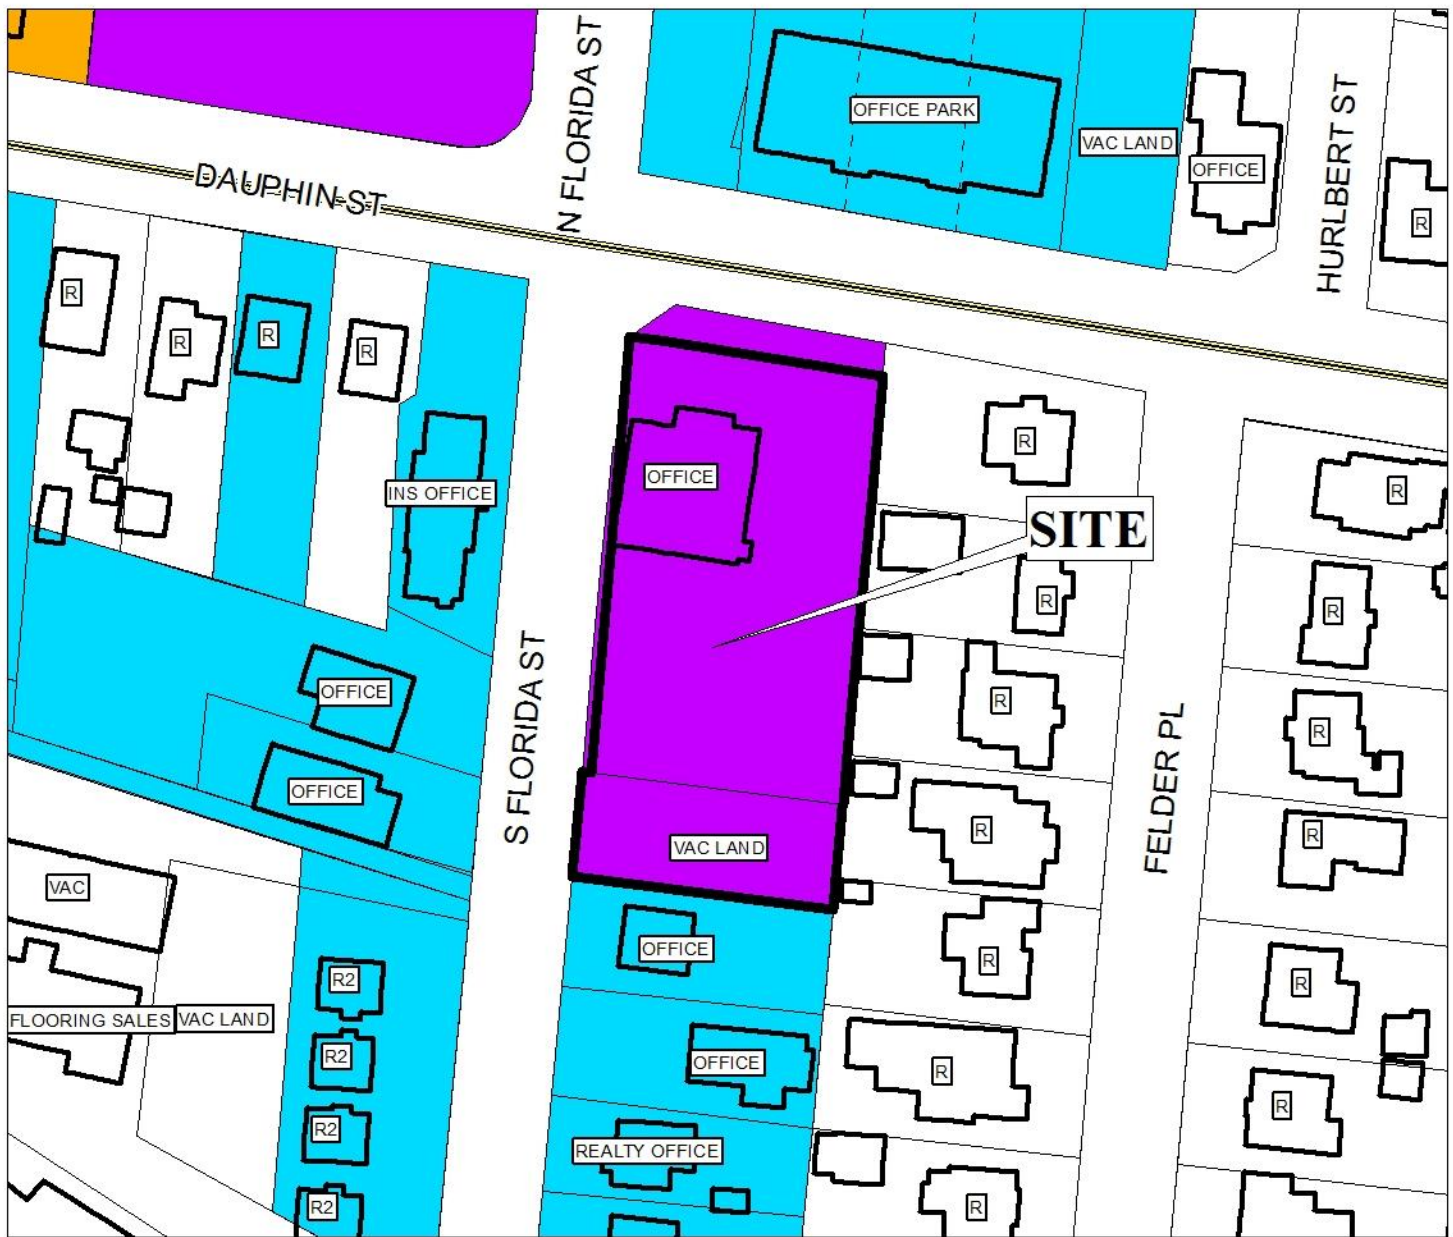 N FLORIDA ST
HURLBERT ST
OFFICE PARK
VAC LAND
OFFICE
DAUPHIN ST
R
R
R
R
R
OFFICE
INS OFFICE
R
R
SITE
R
R
OFFICE
R
R
OFFICE
S FLORIDA ST
FELDER PL
R
R
VAC LAND
VAC
OFFICE
R
R
R2
FLOORING SALES
VAC LAND
R2
OFFICE
R
R
R2
REALTY OFFICE
R2
R